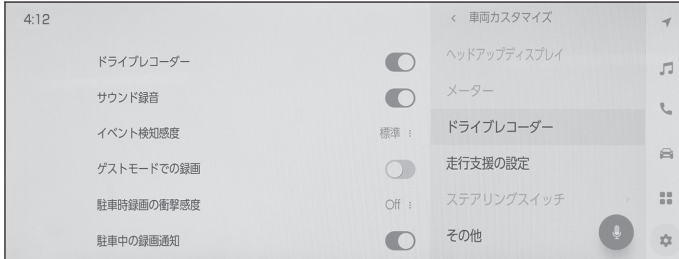 4:12
ドライブレコーダー
サウンド録音
イベント検知感度 標準
ゲストモードでの録画
駐車時録画の衝撃感度 Off
駐車中の録画通知
< 車両カスタマイズ
ヘッドアップディスプレイ
メーター
ドライブレコーダー
走行支援の設定
ステアリングスイッチ
その他